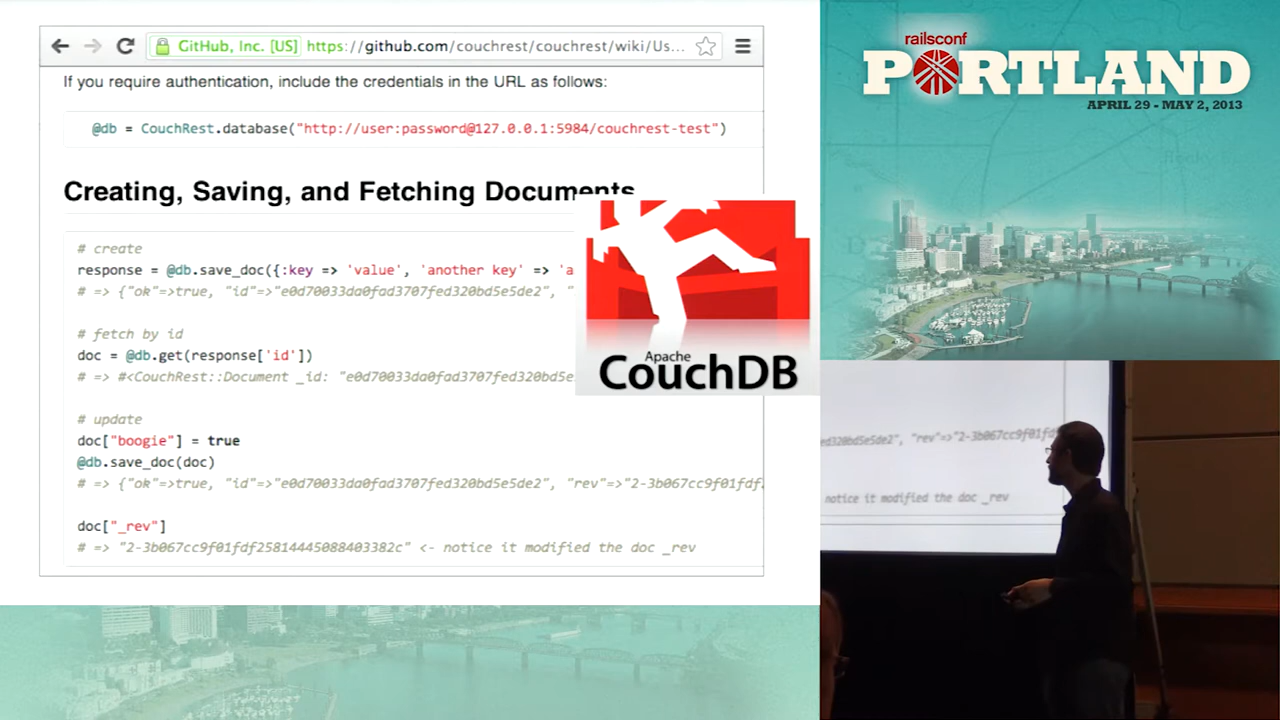 GitHub, Inc. [US] https://github.com/couchrest/couchrest/wiki/Us...
If you require authentication, include the credentials in the URL as follows:
@db = CouchRest.database("http://user:password@127.0.0.1:5984/couchrest-test")
Creating, Saving, and Fetching Documents
# create
response = @db.save_doc({:key => 'value', 'another key' => 'a
# => {"ok"=>true, "id"=>"e0d70033da0fad3707fed320bd5e5de2", "
# fetch by id
doc = @db.get(response['id'])
# => #<CouchRest::Document _id: "e0d70033da0fad3707fed320bd5e
# update
doc["boogie"] = true
@db.save_doc(doc)
# => {"ok"=>true, "id"=>"e0d70033da0fad3707fed320bd5e5de2", "rev"=>"2-3b067cc9f01fdf
doc["_rev"]
# => "2-3b067cc9f01fdf25814445088403382c" <- notice it modified the doc _rev
Apache
CouchDB
railsconf
PORTLAND
APRIL 29 - MAY 2, 2013
ed320bd5e5de2", "rev"=>"2-3b067cc9f01fd
notice it modified the doc _rev